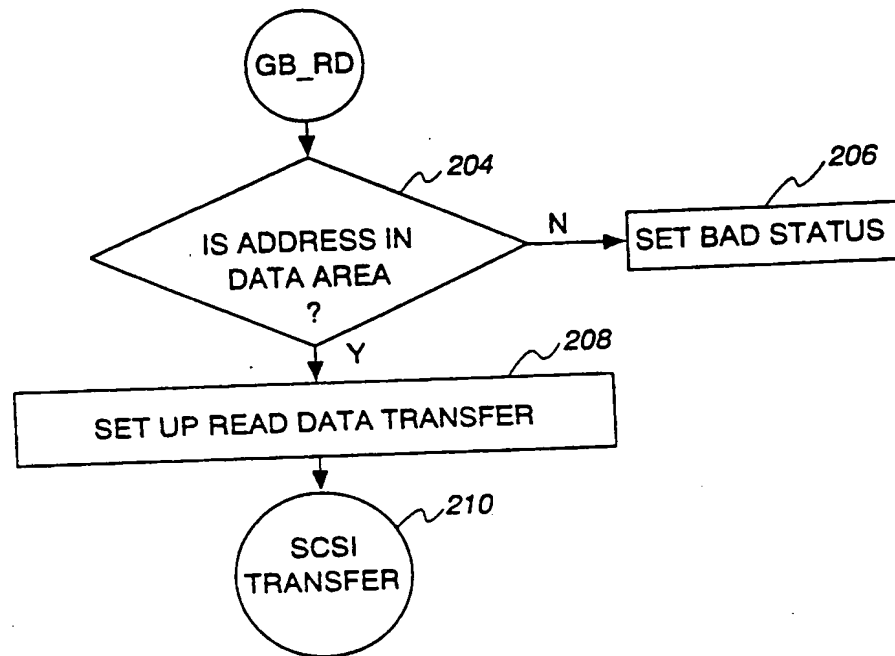 GB_RD
204
IS ADDRESS IN
DATA AREA
?
N
206
SET BAD STATUS
Y
208
SET UP READ DATA TRANSFER
210
SCSI
TRANSFER